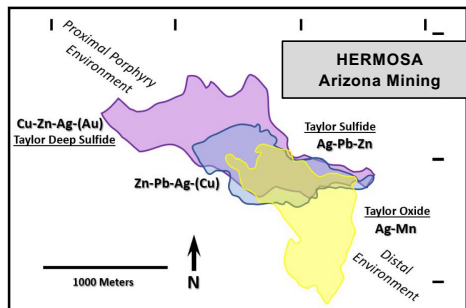 HERMOSA
Arizona Mining
Proximal Porphyry
Environment
Cu-Zn-Ag-(Au)
Taylor Deep Sulfide
Taylor Sulfide
Ag-Pb-Zn
Zn-Pb-Ag-(Cu)
Taylor Oxide
Ag-Mn
Distal
Environment
1000 Meters
N